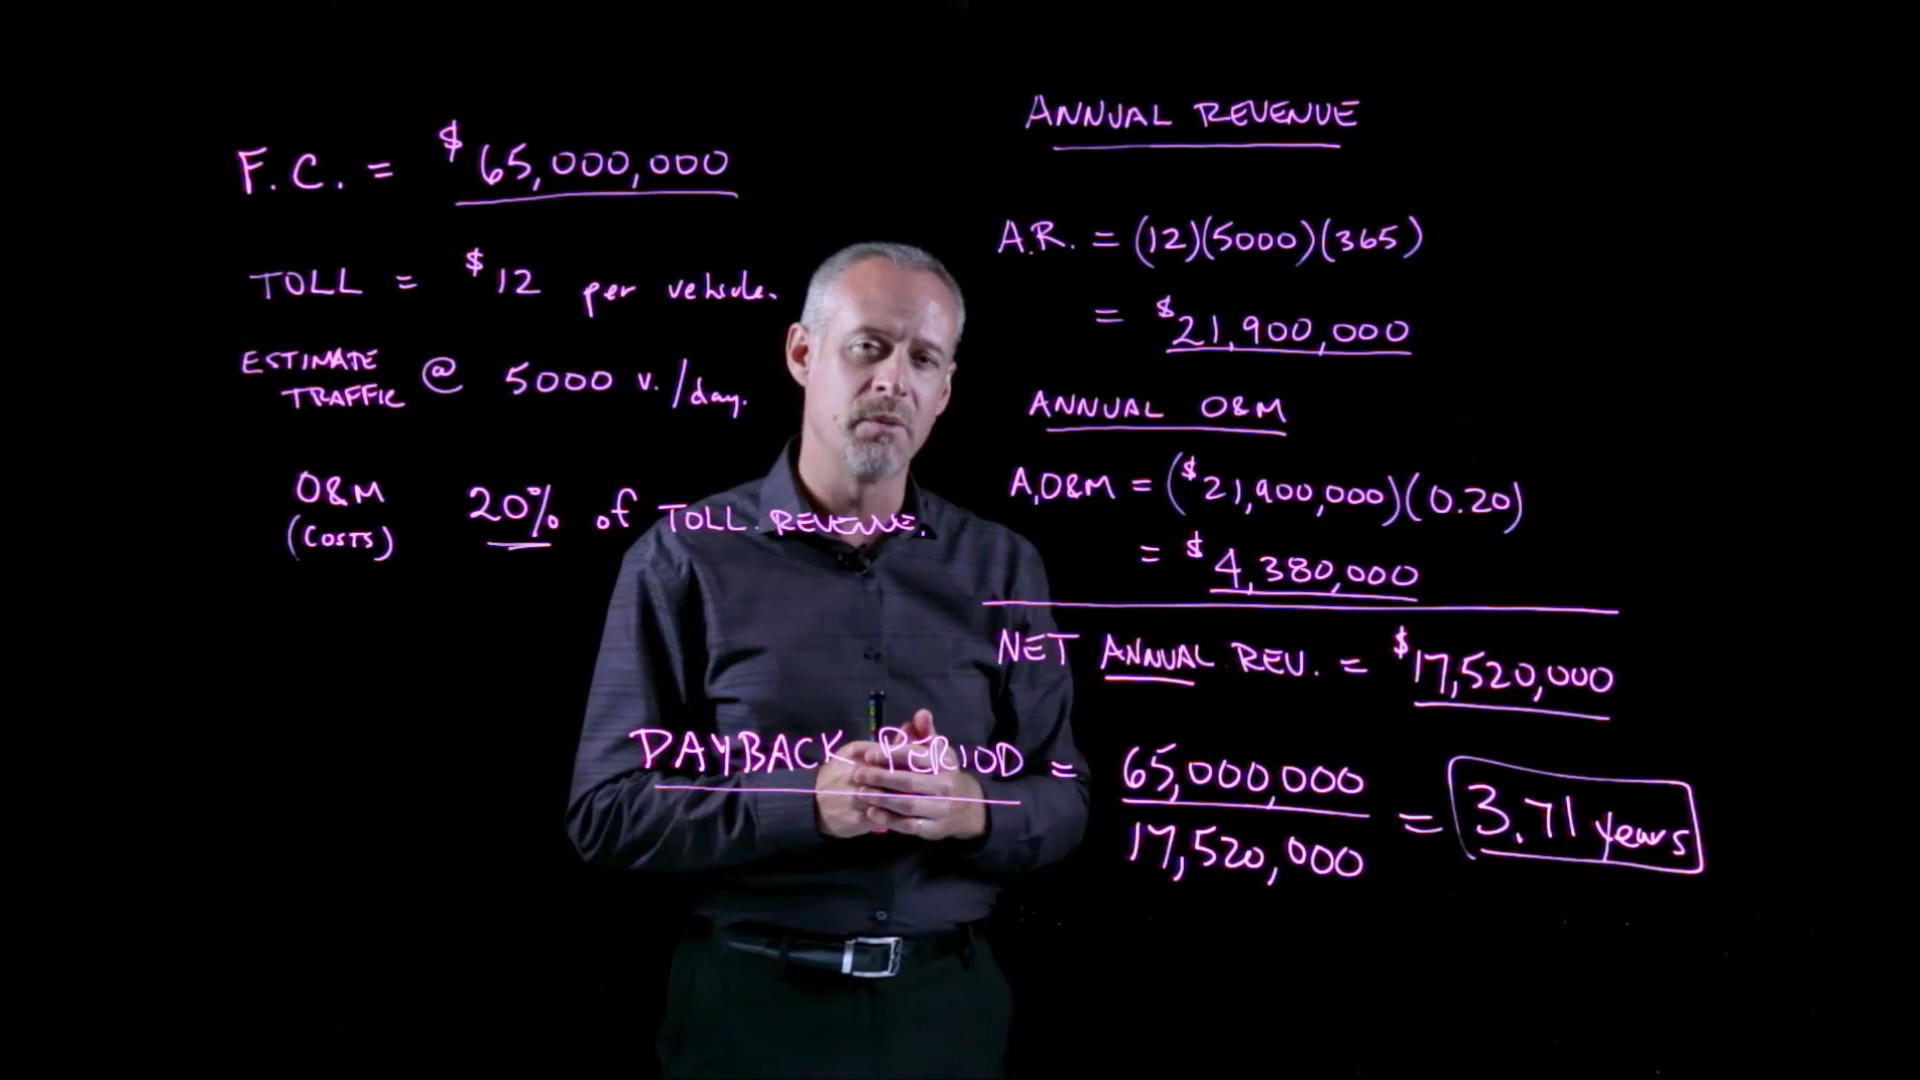 F.C. = $65,000,000
TOLL = $12 per vehicle.
ESTIMATE
TRAFFIC @ 5000 v./day.
O&M
(COSTS) 20% of TOLL REVENUE.
ANNUAL REVENUE
A.R. = (12)(5000)(365)
= $21,900,000
ANNUAL O&M
A,O&M = ($21,900,000)(0.20)
= $4,380,000
NET ANNUAL REV. = $17,520,000
PAYBACK PERIOD = 65,000,000
17,520,000
= 3.71 years